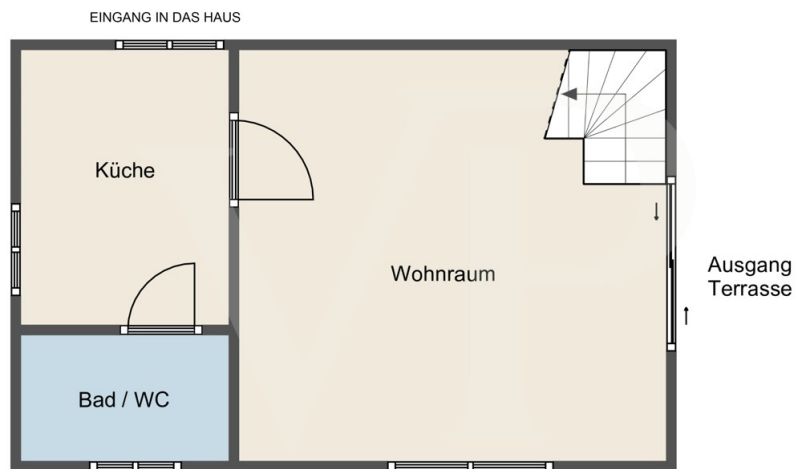 EINGANG IN DAS HAUS
Küche
Wohnraum
Ausgang
Terrasse
Bad / WC